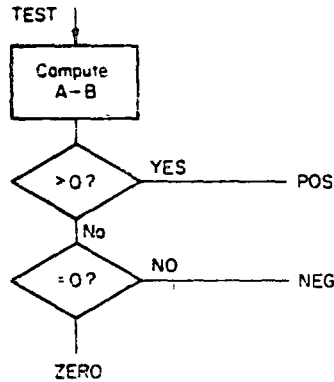 TEST
Compute
A-B
>0?
YES
POS
No
=0?
NO
NEG
ZERO